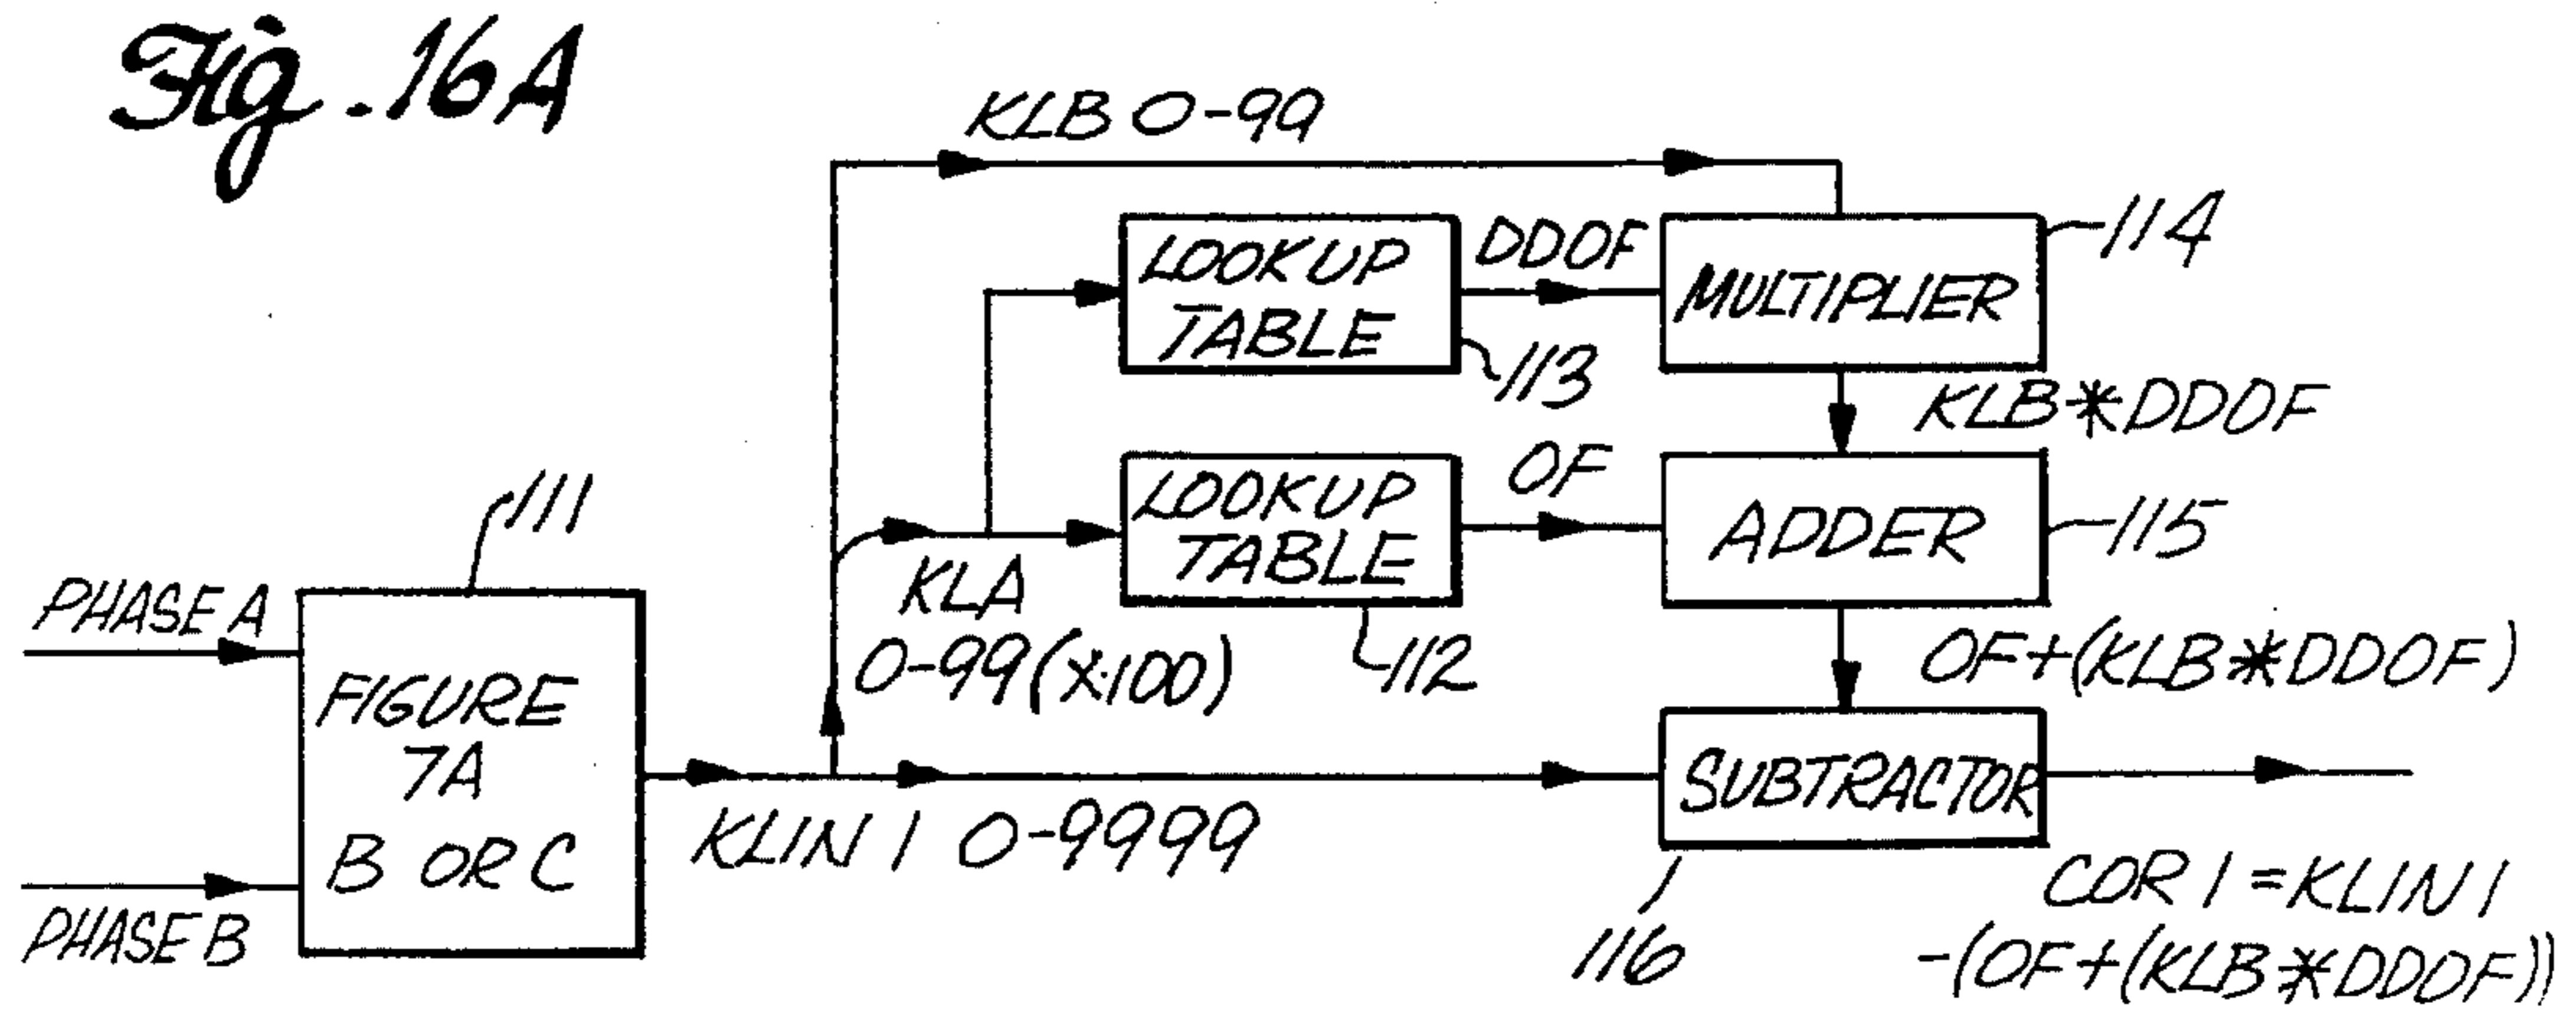 Fig. 16A
KLB 0-99
LOOKUP
TABLE
113
DDOF
MULTIPLIER
114
KLB*DDOF
LOOKUP
TABLE
112
OF
ADDER
115
OF+(KLB*DDOF)
KLA
0-99(x·100)
111
PHASE A
PHASE B
FIGURE
7A
B OR C
KLIN 1 0-9999
SUBTRACTOR
116
COR 1 = KLIN 1
-(OF+(KLB*DDOF))